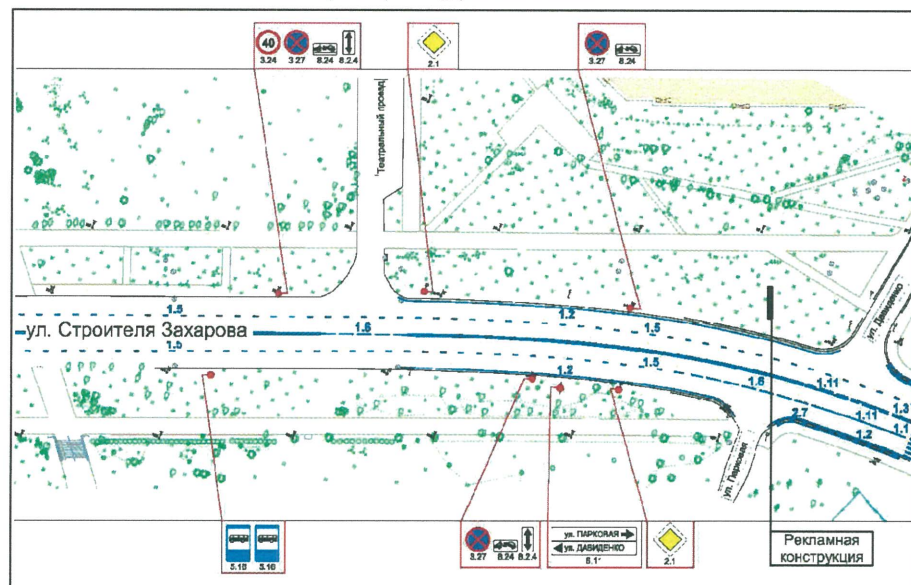 40
3.24 3.27 8.24 8.2.4
2.1
3.27 8.24
Театральный проезд
1.5
1.2
1.5
ул. Строителя Захарова
1.6
1.5
1.2
1.5
1.6
1.11
1.3
1.11
1.1
2.7
1.2
ул. Давиденко
ул. Парковая
5.16 5.16
3.27 8.24 8.2.4
ул. ПАРКОВАЯ
ул. ДАВИДЕНКО
6.1
2.1
Рекламная
конструкция